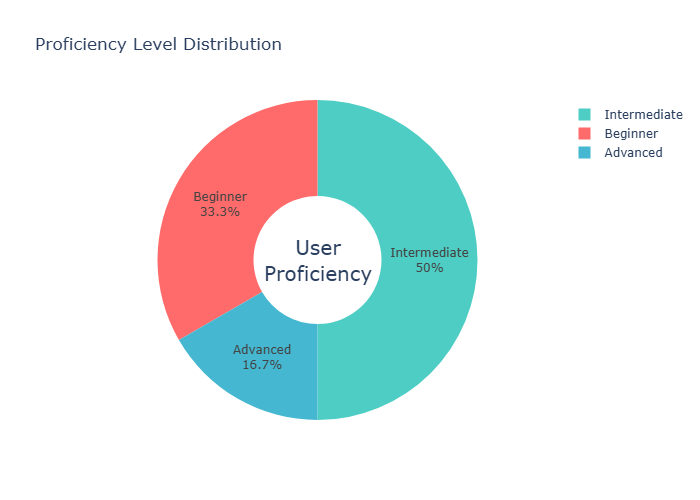 Proficiency Level Distribution
Intermediate
Beginner
Advanced
Beginner
33.3%
User
Proficiency
Intermediate
50%
Advanced
16.7%